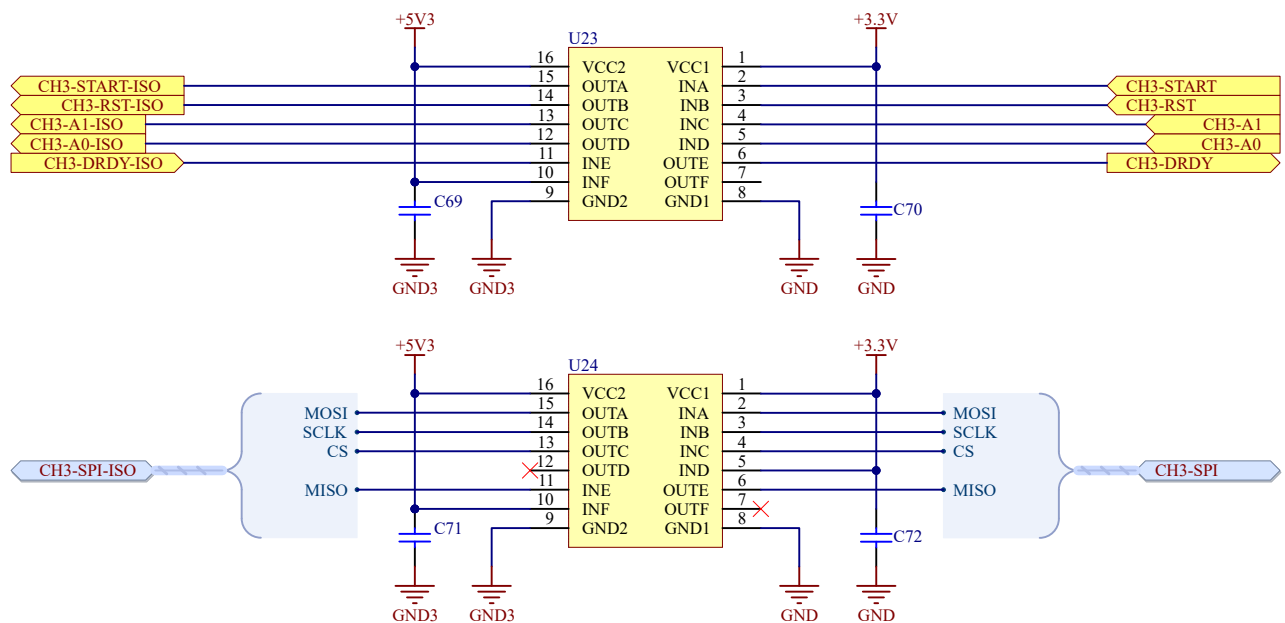 +5V3
+3.3V
U23
16 VCC2 VCC1 1
CH3-START-ISO 15 OUTA INA 2 CH3-START
CH3-RST-ISO 14 OUTB INB 3 CH3-RST
CH3-A1-ISO 13 OUTC INC 4 CH3-A1
CH3-A0-ISO 12 OUTD IND 5 CH3-A0
CH3-DRDY-ISO 11 INE OUTE 6 CH3-DRDY
10 INF OUTF 7
C69 9 GND2 GND1 8 C70
GND3 GND3 GND GND
+5V3
+3.3V
U24
16 VCC2 VCC1 1
MOSI 15 OUTA INA 2 MOSI
SCLK 14 OUTB INB 3 SCLK
CS 13 OUTC INC 4 CS
CH3-SPI-ISO 12 OUTD IND 5 CH3-SPI
MISO 11 INE OUTE 6 MISO
10 INF OUTF 7
C71 9 GND2 GND1 8 C72
GND3 GND3 GND GND